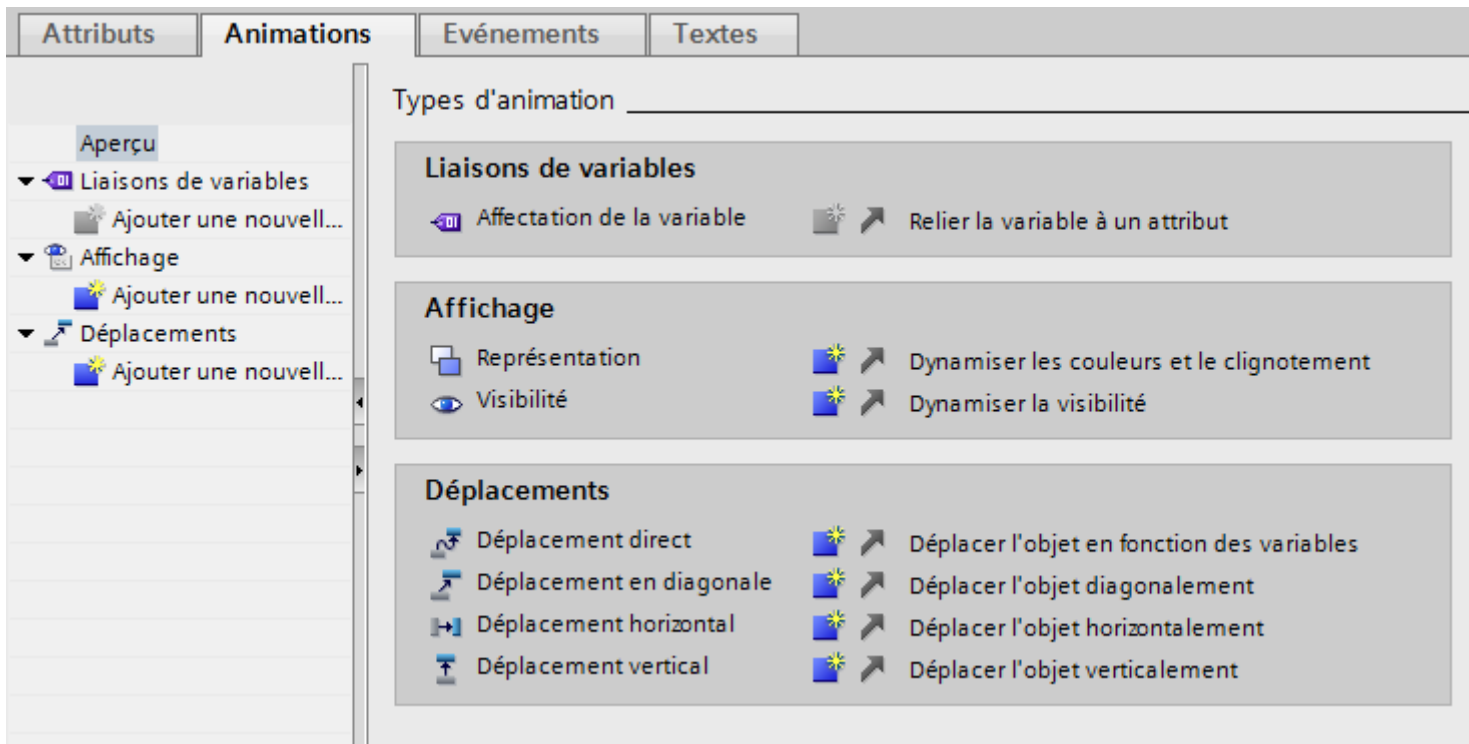 Attributs Animations Evénements Textes
Aperçu
Liaisons de variables
Ajouter une nouvell...
Affichage
Ajouter une nouvell...
Déplacements
Ajouter une nouvell...
Types d'animation
Liaisons de variables
Affectation de la variable Relier la variable à un attribut
Affichage
Représentation Dynamiser les couleurs et le clignotement
Visibilité Dynamiser la visibilité
Déplacements
Déplacement direct Déplacer l'objet en fonction des variables
Déplacement en diagonale Déplacer l'objet diagonalement
Déplacement horizontal Déplacer l'objet horizontalement
Déplacement vertical Déplacer l'objet verticalement